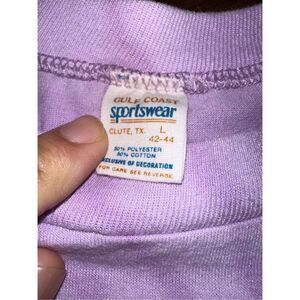 GULF COAST
sportswear
CLUTE, TX. L
42-44
50% POLYESTER
50% COTTON
EXCLUSIVE OF DECORATION
FOR CARE SEE REVERSE